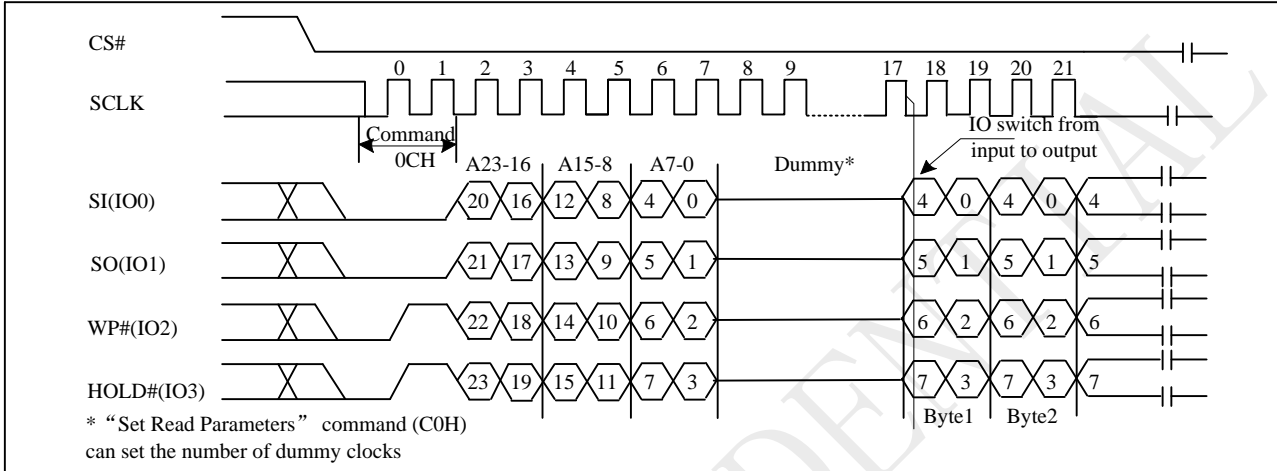 CS#
0 1 2 3 4 5 6 7 8 9 17 18 19 20 21
SCLK
Command
0CH
IO switch from
input to output
A23-16 A15-8 A7-0 Dummy*
SI(IO0) 20 16 12 8 4 0 4 0 4 0 4
SO(IO1) 21 17 13 9 5 1 5 1 5 1 5
WP#(IO2) 22 18 14 10 6 2 6 2 6 2 6
HOLD#(IO3) 23 19 15 11 7 3 7 3 7 3 7
Byte1 Byte2
* “Set Read Parameters” command (C0H)
can set the number of dummy clocks
DENTIAL